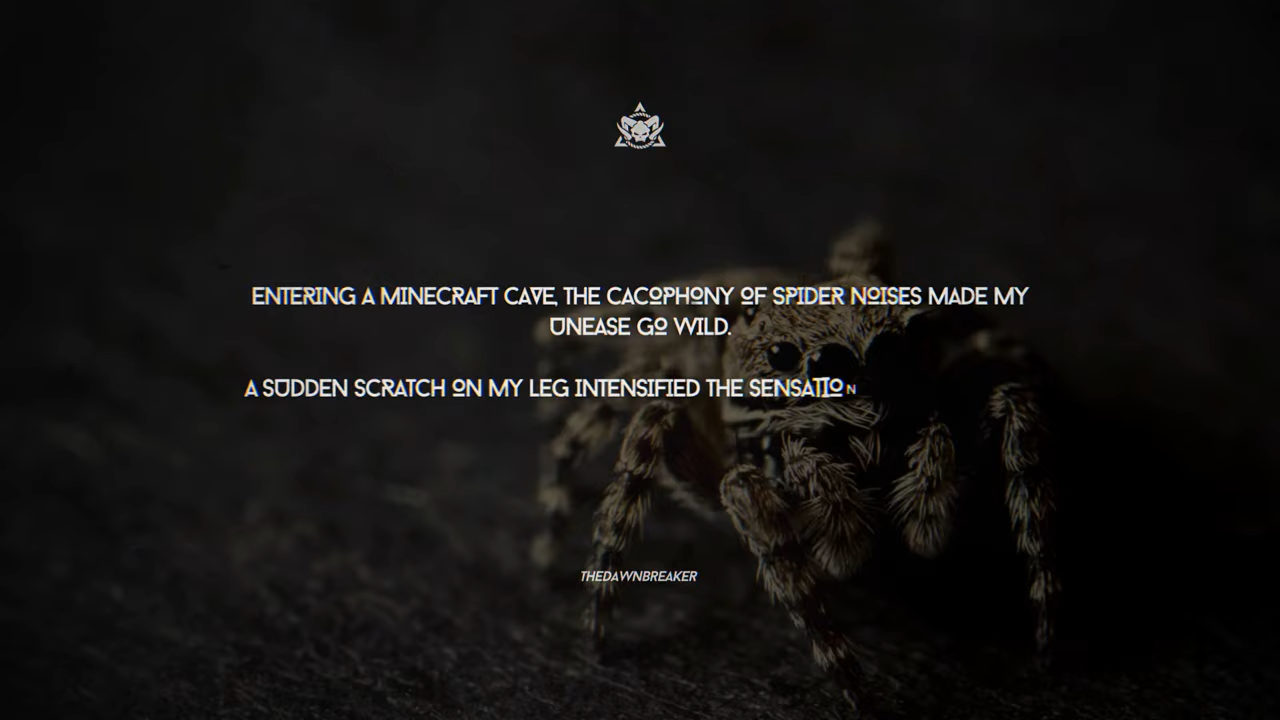 ENTERING A MINECRAFT CAVE, THE CACOPHONY OF SPIDER NOISES MADE MY
UNEASE GO WILD.
A SUDDEN SCRATCH ON MY LEG INTENSIFIED THE SENSATION
THEDAWNBREAKER